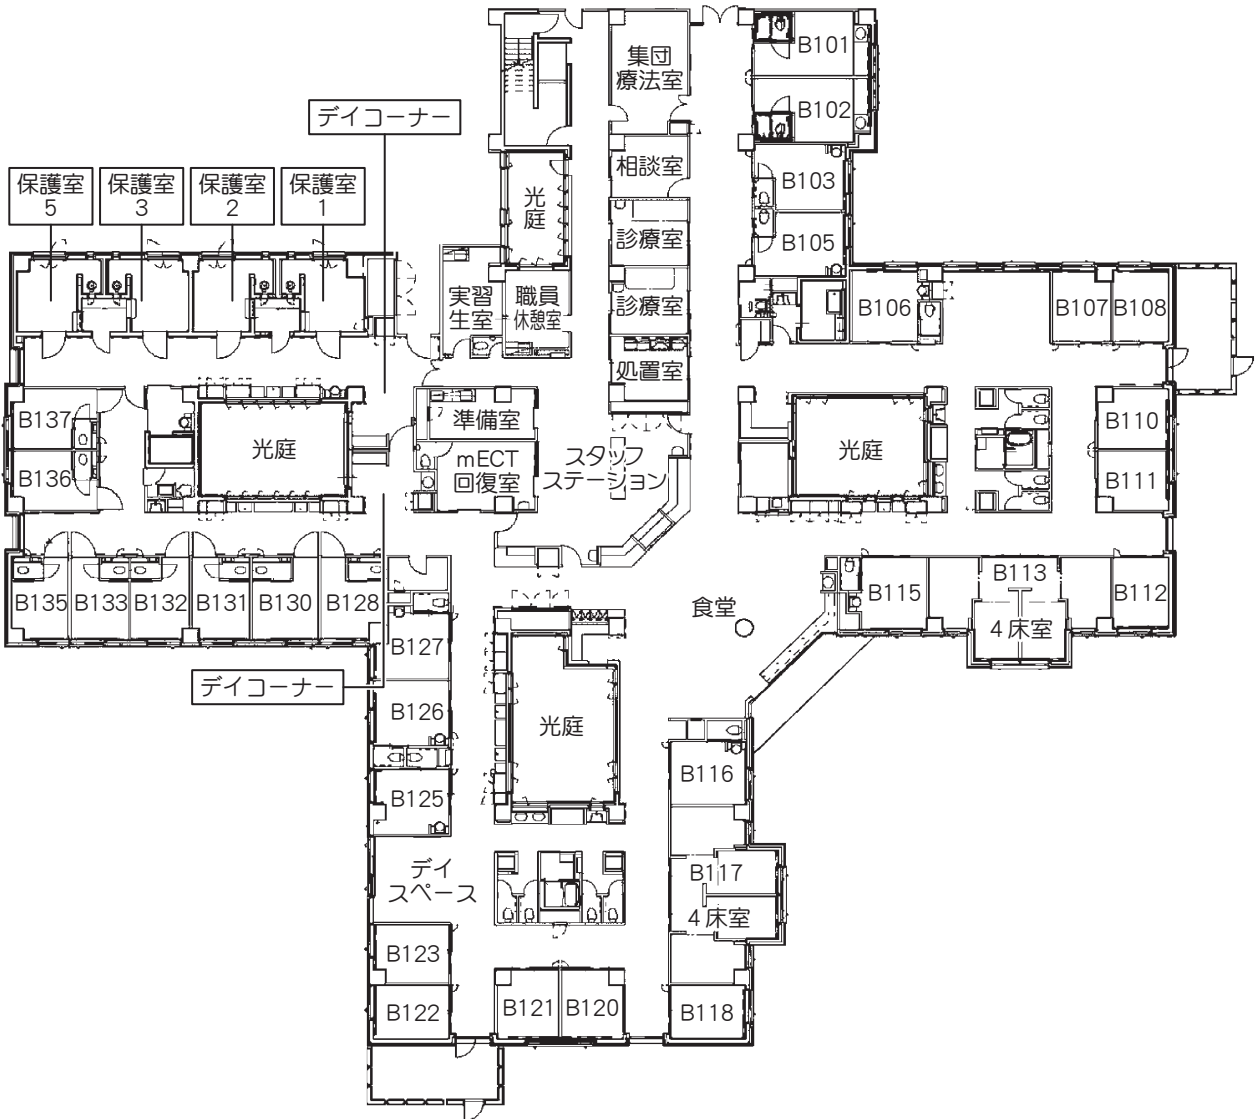 集団
療法室
B101
B102
デイコーナー
相談室
B103
保護室
5
保護室
3
保護室
2
保護室
1
光
庭
診療室
B105
実習
生室
職員
休憩室
診療室
B106
B107
B108
処置室
B137
準備室
B110
光庭
mECT
回復室
スタッフ
ステーション
光庭
B136
B111
B135
B133
B132
B131
B130
B128
B115
B113
4床室
B112
食堂
B127
デイコーナー
B126
光庭
B116
B125
デイ
スペース
B117
4床室
B123
B122
B121
B120
B118